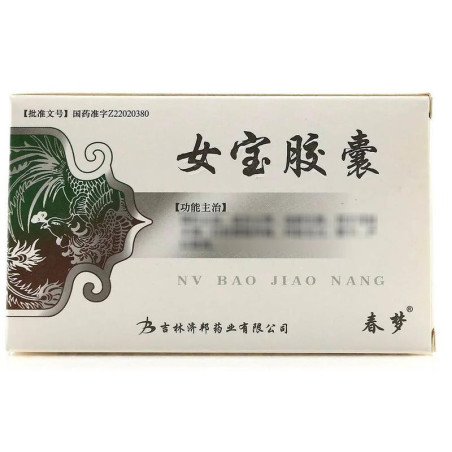 【批准文号】国药准字Z22020380
女宝胶囊
【功能主治】
NV BAO JIAO NANG
吉林济邦药业有限公司
春梦®